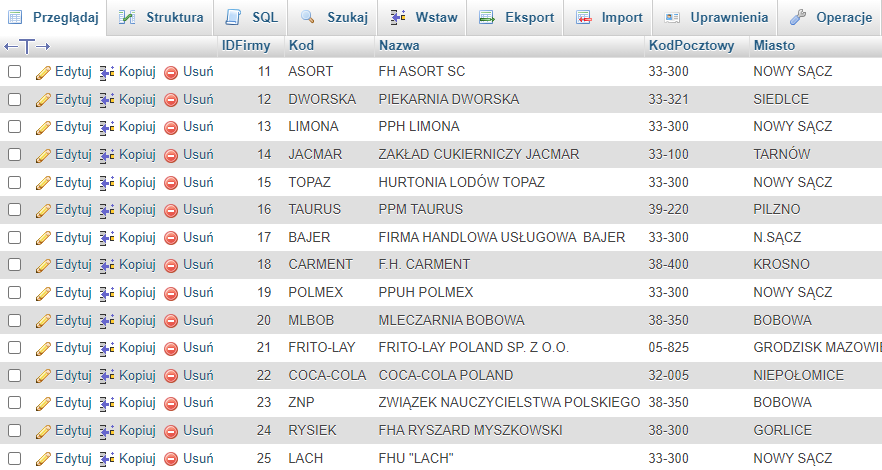 Przeglądaj Struktura SQL Szukaj Wstaw Eksport Import Uprawnienia Operacje
IDFirmy Kod Nazwa KodPocztowy Miasto
Edytuj Kopiuj Usuń 11 ASORT FH ASORT SC 33-300 NOWY SĄCZ
Edytuj Kopiuj Usuń 12 DWORSKA PIEKARNIA DWORSKA 33-321 SIEDLCE
Edytuj Kopiuj Usuń 13 LIMONA PPH LIMONA 33-300 NOWY SĄCZ
Edytuj Kopiuj Usuń 14 JACMAR ZAKŁAD CUKIERNICZY JACMAR 33-100 TARNÓW
Edytuj Kopiuj Usuń 15 TOPAZ HURTONIA LODÓW TOPAZ 33-300 NOWY SĄCZ
Edytuj Kopiuj Usuń 16 TAURUS PPM TAURUS 39-220 PILZNO
Edytuj Kopiuj Usuń 17 BAJER FIRMA HANDLOWA USŁUGOWA BAJER 33-300 N.SĄCZ
Edytuj Kopiuj Usuń 18 CARMENT F.H. CARMENT 38-400 KROSNO
Edytuj Kopiuj Usuń 19 POLMEX PPUH POLMEX 33-300 NOWY SĄCZ
Edytuj Kopiuj Usuń 20 MLBOB MLECZARNIA BOBOWA 38-350 BOBOWA
Edytuj Kopiuj Usuń 21 FRITO-LAY FRITO-LAY POLAND SP. Z O.O. 05-825 GRODZISK MAZOWIE
Edytuj Kopiuj Usuń 22 COCA-COLA COCA-COLA POLAND 32-005 NIEPOŁOMICE
Edytuj Kopiuj Usuń 23 ZNP ZWIĄZEK NAUCZYCIELSTWA POLSKIEGO 38-350 BOBOWA
Edytuj Kopiuj Usuń 24 RYSIEK FHA RYSZARD MYSZKOWSKI 38-300 GORLICE
Edytuj Kopiuj Usuń 25 LACH FHU "LACH" 33-300 NOWY SĄCZ